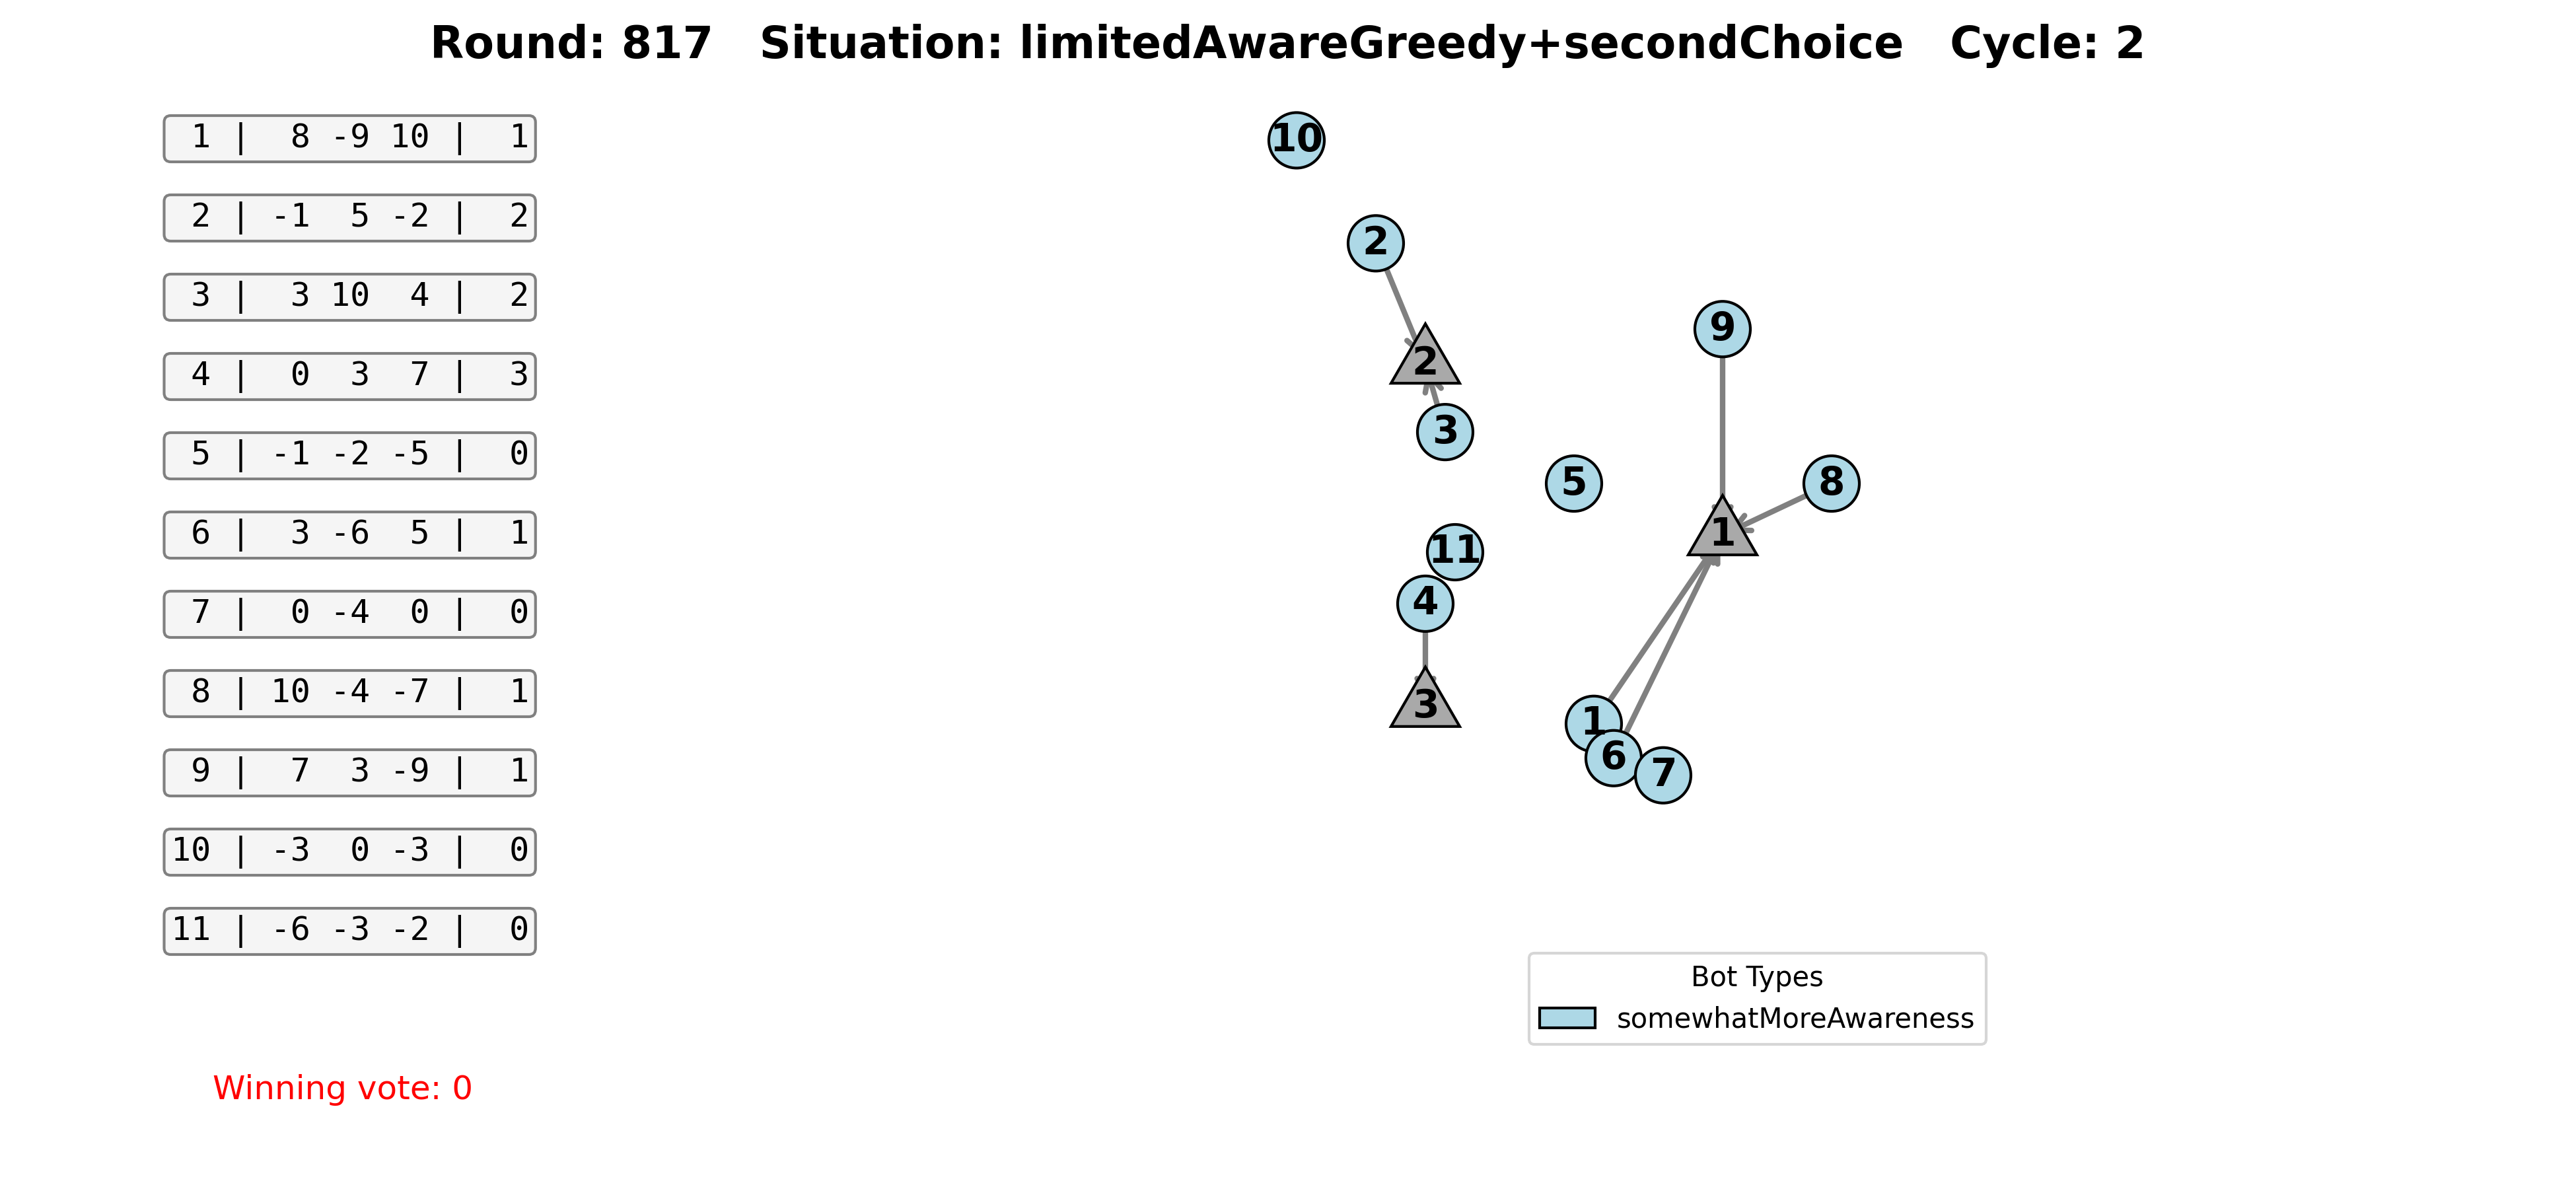 Round: 817   Situation: limitedAwareGreedy+secondChoice   Cycle: 2
1 |  8 -9 10 |  1
2 | -1  5 -2 |  2
3 |  3 10  4 |  2
4 |  0  3  7 |  3
5 | -1 -2 -5 |  0
6 |  3 -6  5 |  1
7 |  0 -4  0 |  0
8 | 10 -4 -7 |  1
9 |  7  3 -9 |  1
10 | -3  0 -3 |  0
11 | -6 -3 -2 |  0
Winning vote: 0
10
2
9
2
3
5
8
1
11
4
3
1
6
7
Bot Types
somewhatMoreAwareness